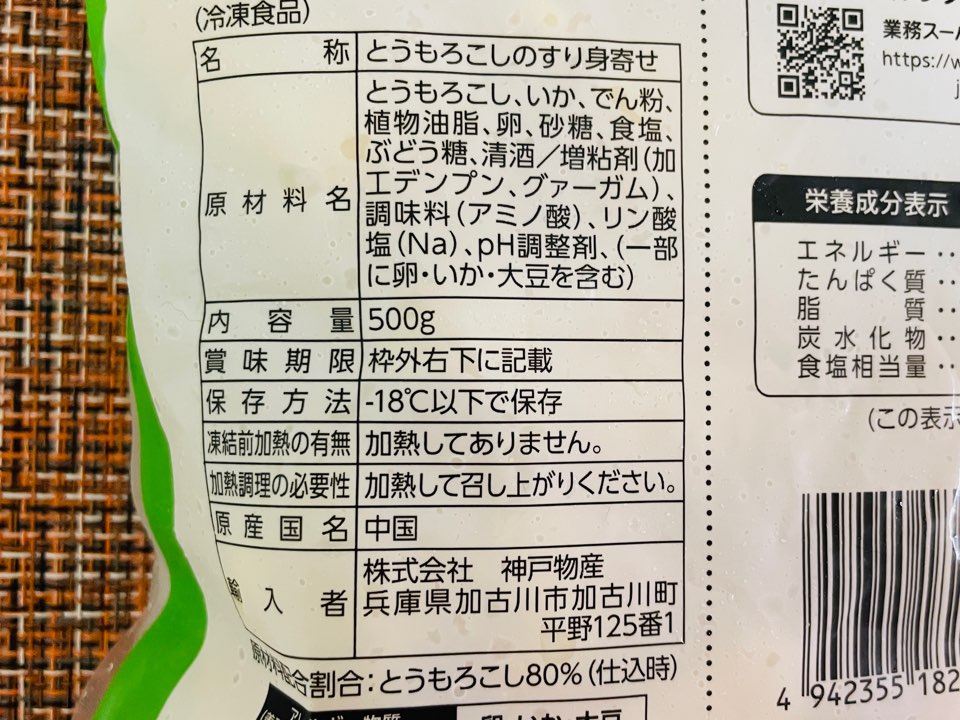 (冷凍食品)
名称 とうもろこしのすり身寄せ
原材料名 とうもろこし、いか、でん粉、
植物油脂、卵、砂糖、食塩、
ぶどう糖、清酒／増粘剤(加
工デンプン、グァーガム)、
調味料(アミノ酸)、リン酸
塩(Na)、pH調整剤、(一部
に卵・いか・大豆を含む)
内容量 500g
賞味期限 枠外右下に記載
保存方法 -18℃以下で保存
凍結前加熱の有無 加熱してありません。
加熱調理の必要性 加熱して召し上がりください。
原産国名 中国
輸入者 株式会社 神戸物産
兵庫県加古川市加古川町
平野125番1
原材料配合割合：とうもろこし80%(仕込時)
卵・いか・大豆
業務スー
https://w
栄養成分表示
エネルギー‥
たんぱく質‥
脂質‥
炭水化物‥
食塩相当量‥
(この表示
4 942355 182